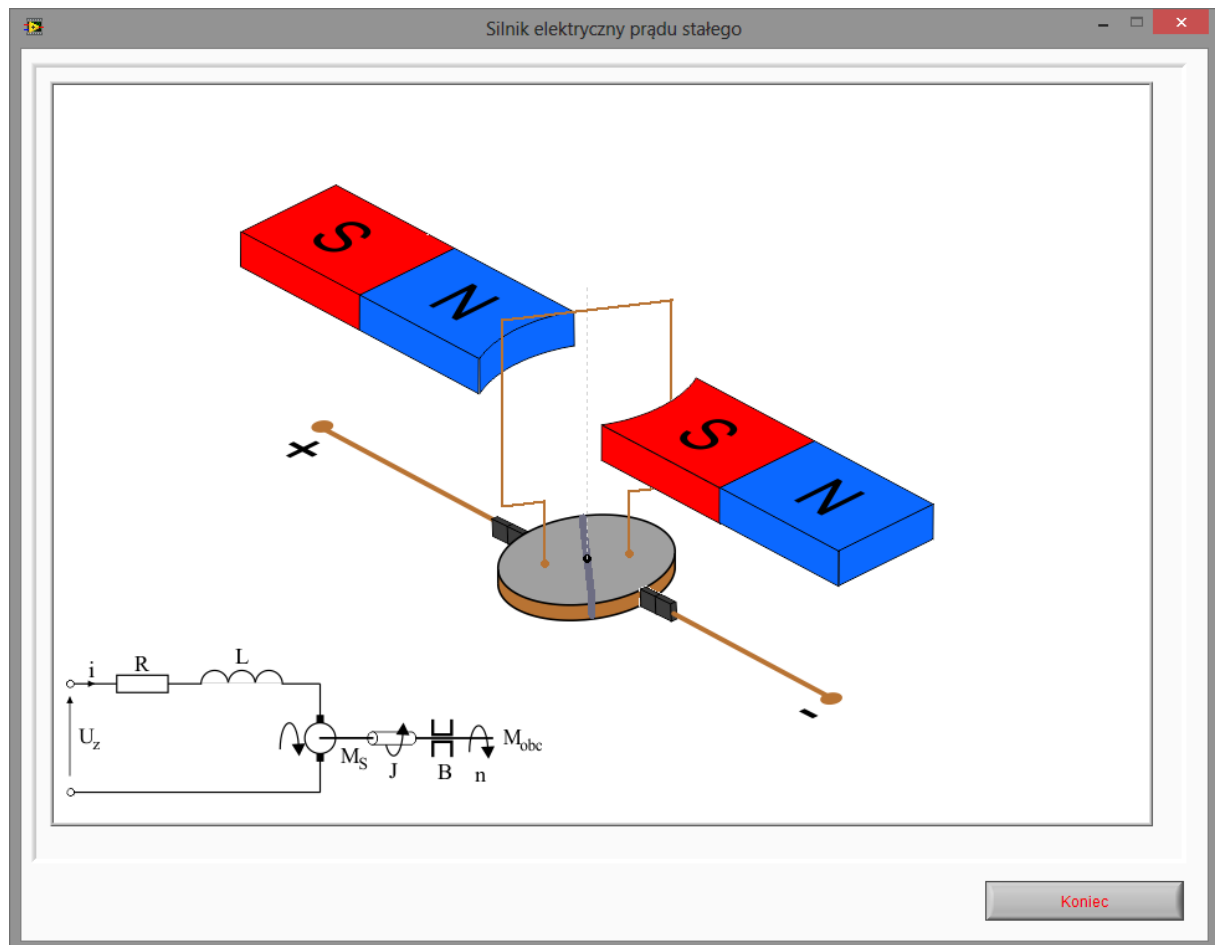 Silnik elektryczny prądu stałego
S
N
S
N
+
-
i
R
L
Uz
MS
J
B
n
Mobc
Koniec